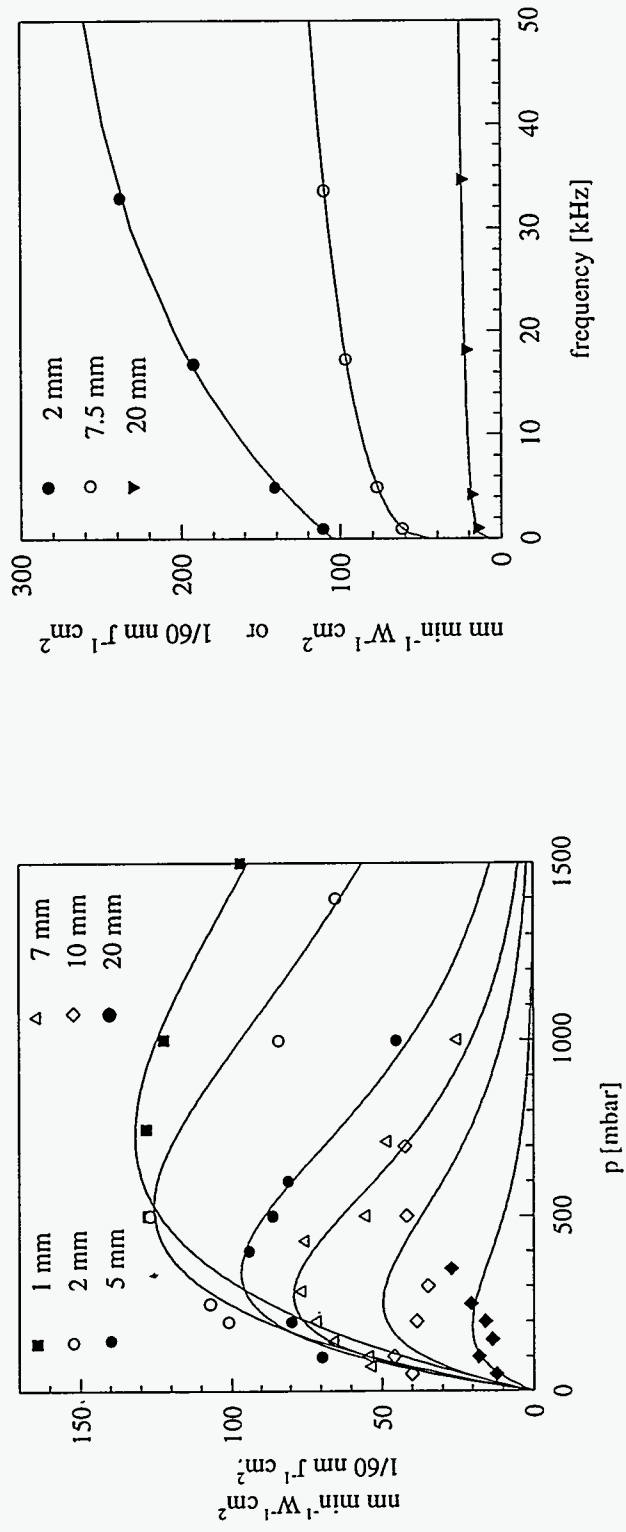 nm min⁻¹ W⁻¹ cm²
1/60 nm J⁻¹ cm².
150
100
50
0
1 mm
2 mm
5 mm
7 mm
10 mm
20 mm
0
500
1000
1500
p [mbar]
nm min⁻¹ W⁻¹ cm² or 1/60 nm J⁻¹ cm²
300
200
100
0
2 mm
7.5 mm
20 mm
0
10
20
30
40
50
frequency [kHz]